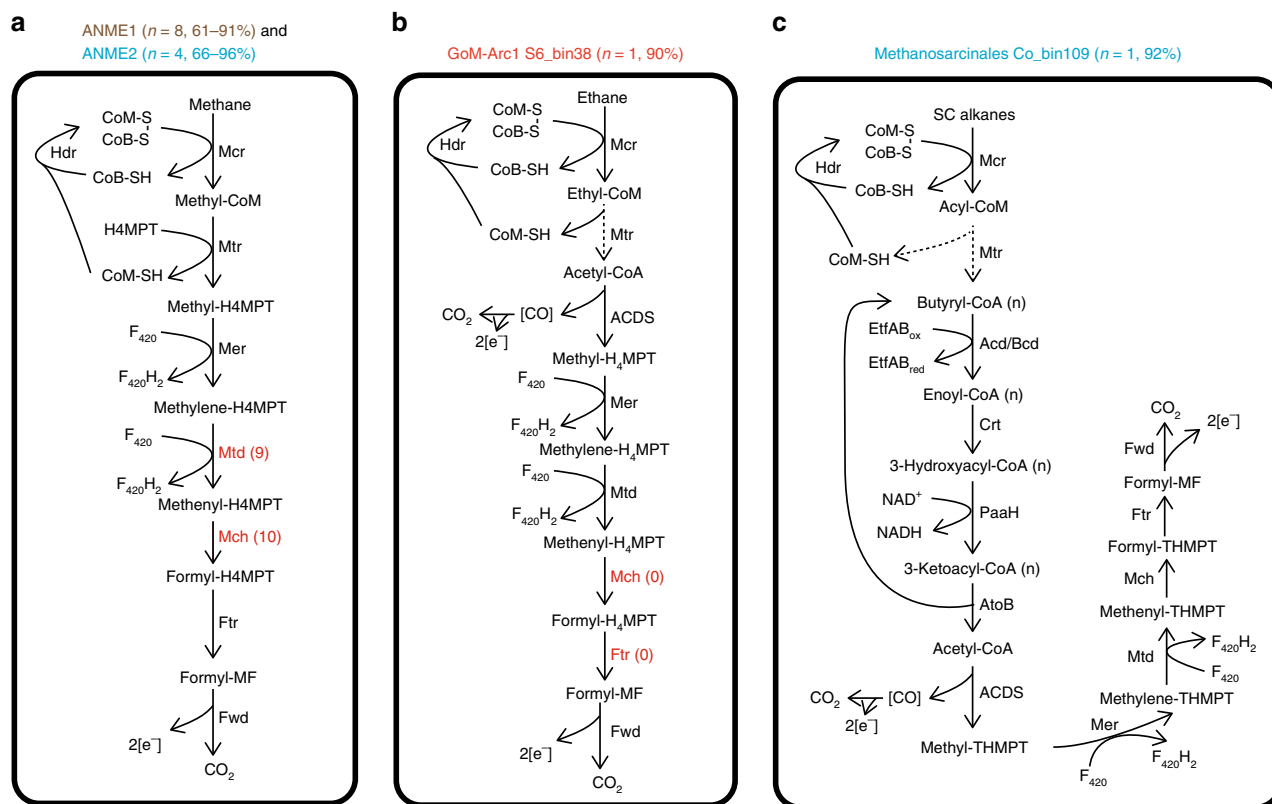 a
ANME1 (n = 8, 61–91%) and
ANME2 (n = 4, 66–96%)
Methane
CoM-S
CoB-S
Hdr
Mcr
CoB-SH
Methyl-CoM
H4MPT
Mtr
CoM-SH
Methyl-H4MPT
F₄₂₀
Mer
F₄₂₀H₂
Methylene-H4MPT
F₄₂₀
Mtd (9)
F₄₂₀H₂
Methenyl-H4MPT
Mch (10)
Formyl-H4MPT
Ftr
Formyl-MF
Fwd
2[e⁻]
CO₂
b
GoM-Arc1 S6_bin38 (n = 1, 90%)
Ethane
CoM-S
CoB-S
Hdr
Mcr
CoB-SH
Ethyl-CoM
CoM-SH
Mtr
Acetyl-CoA
CO₂
[CO]
ACDS
2[e⁻]
Methyl-H₄MPT
F₄₂₀
Mer
F₄₂₀H₂
Methylene-H₄MPT
F₄₂₀
Mtd
F₄₂₀H₂
Methenyl-H₄MPT
Mch (0)
Formyl-H₄MPT
Ftr (0)
Formyl-MF
Fwd
2[e⁻]
CO₂
c
Methanosarcinales Co_bin109 (n = 1, 92%)
SC alkanes
CoM-S
CoB-S
Hdr
Mcr
CoB-SH
Acyl-CoM
CoM-SH
Mtr
Butyryl-CoA (n)
EtfABₒₓ
Acd/Bcd
EtfAB_red
Enoyl-CoA (n)
Crt
3-Hydroxyacyl-CoA (n)
NAD⁺
PaaH
NADH
3-Ketoacyl-CoA (n)
AtoB
Acetyl-CoA
CO₂
[CO]
ACDS
2[e⁻]
Methyl-THMPT
Mer
F₄₂₀
F₄₂₀H₂
Methylene-THMPT
Mtd
F₄₂₀H₂
F₄₂₀
Methenyl-THMPT
Mch
Formyl-THMPT
Ftr
Formyl-MF
Fwd
2[e⁻]
CO₂